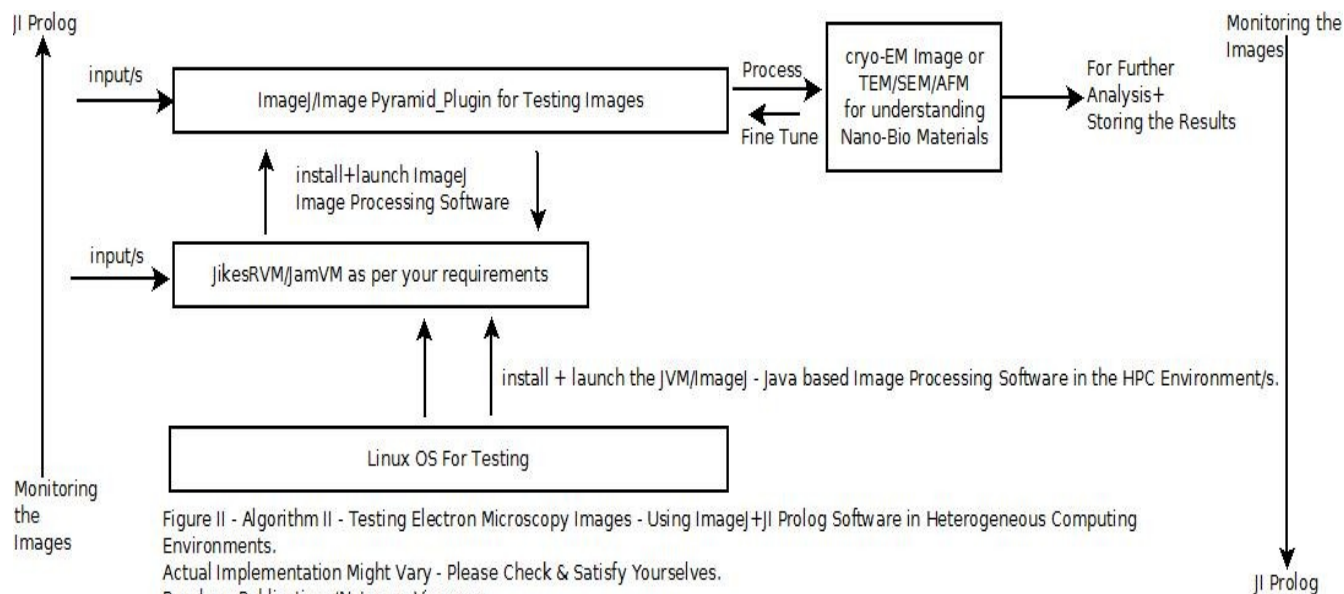 JI Prolog
Monitoring the
Images
input/s
ImageJ/Image Pyramid_Plugin for Testing Images
Process
Fine Tune
cryo-EM Image or
TEM/SEM/AFM
for understanding
Nano-Bio Materials
For Further
Analysis+
Storing the Results
install+launch ImageJ
Image Processing Software
input/s
JikesRVM/JamVM as per your requirements
install + launch the JVM/ImageJ - Java based Image Processing Software in the HPC Environment/s.
Linux OS For Testing
Monitoring
the
Images
Figure II - Algorithm II - Testing Electron Microscopy Images - Using ImageJ+JI Prolog Software in Heterogeneous Computing
Environments.
Actual Implementation Might Vary - Please Check & Satisfy Yourselves.
JI Prolog